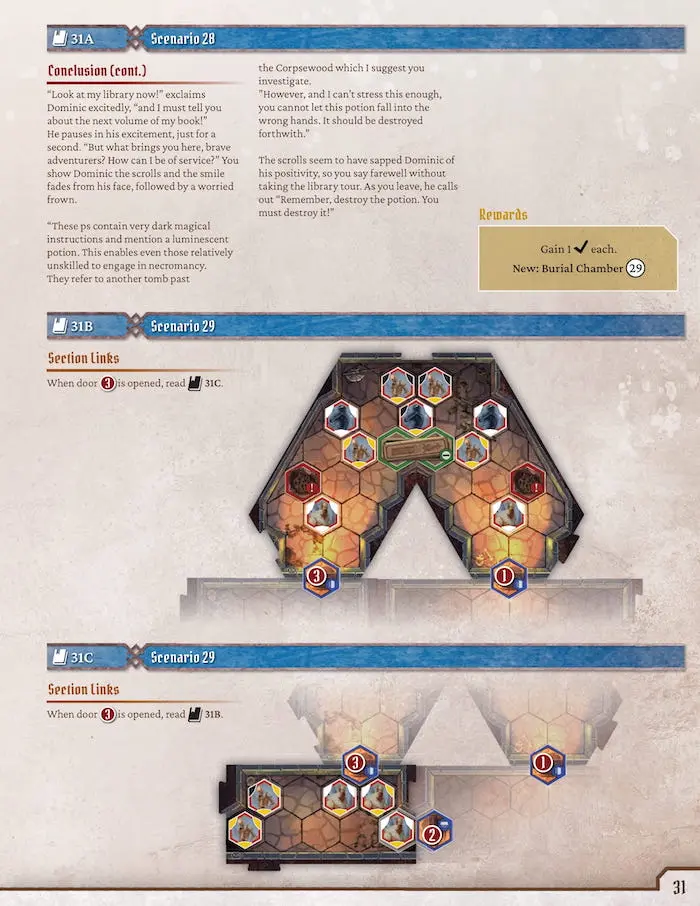 31A
Scenario 28
Conclusion (cont.)
“Look at my library now!” exclaims
Dominic excitedly, “and I must tell you
about the next volume of my book!”
He pauses in his excitement, just for a
second. “But what brings you here, brave
adventurers? How can I be of service?” You
show Dominic the scrolls and the smile
fades from his face, followed by a worried
frown.
“These ps contain very dark magical
instructions and mention a luminescent
potion. This enables even those relatively
unskilled to engage in necromancy.
They refer to another tomb past
the Corpsewood which I suggest you
investigate.
"However, and I can’t stress this enough,
you cannot let this potion fall into the
wrong hands. It should be destroyed
forthwith.”
The scrolls seem to have sapped Dominic of
his positivity, so you say farewell without
taking the library tour. As you leave, he calls
out “Remember, destroy the potion. You
must destroy it!”
Rewards
Gain 1 ✔ each.
New: Burial Chamber 29
31B
Scenario 29
Section Links
When door 3 is opened, read 31C.
!
!
3
1
31C
Scenario 29
Section Links
When door 3 is opened, read 31B.
3
1
2
31